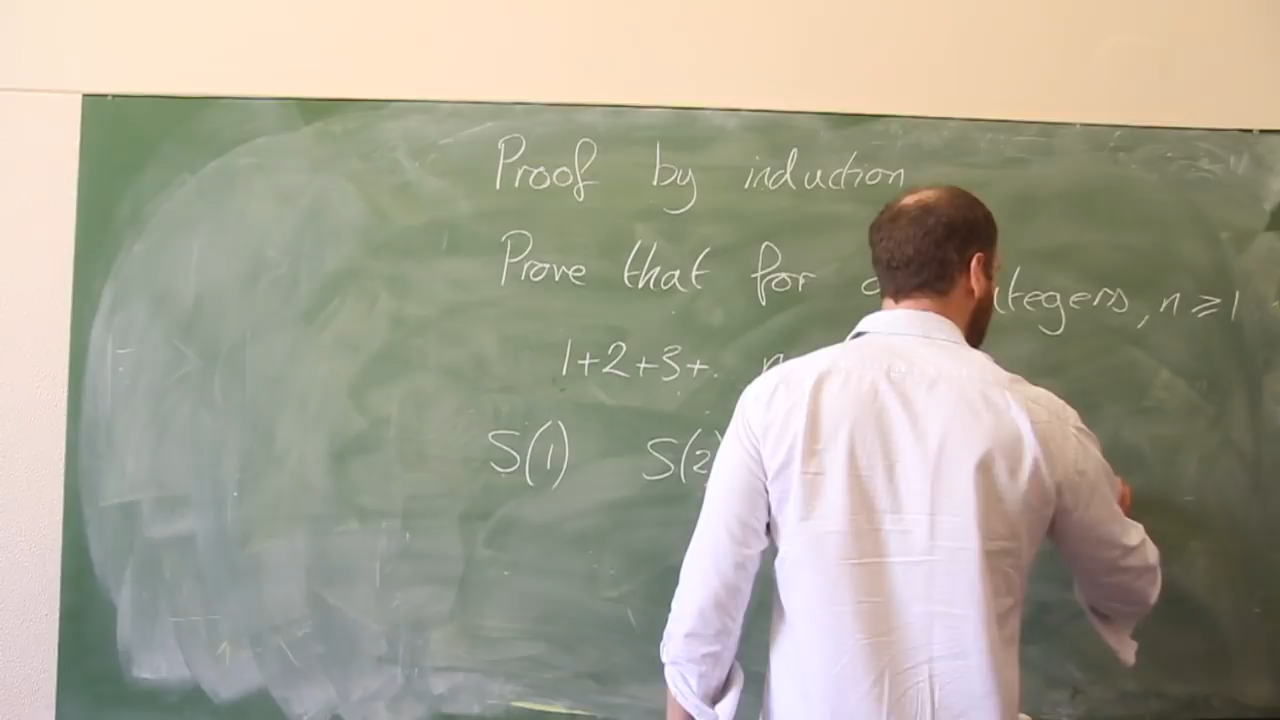 Proof by induction
Prove that for tegers, n ≥ 1
1+2+3+.
S(1) S(2)